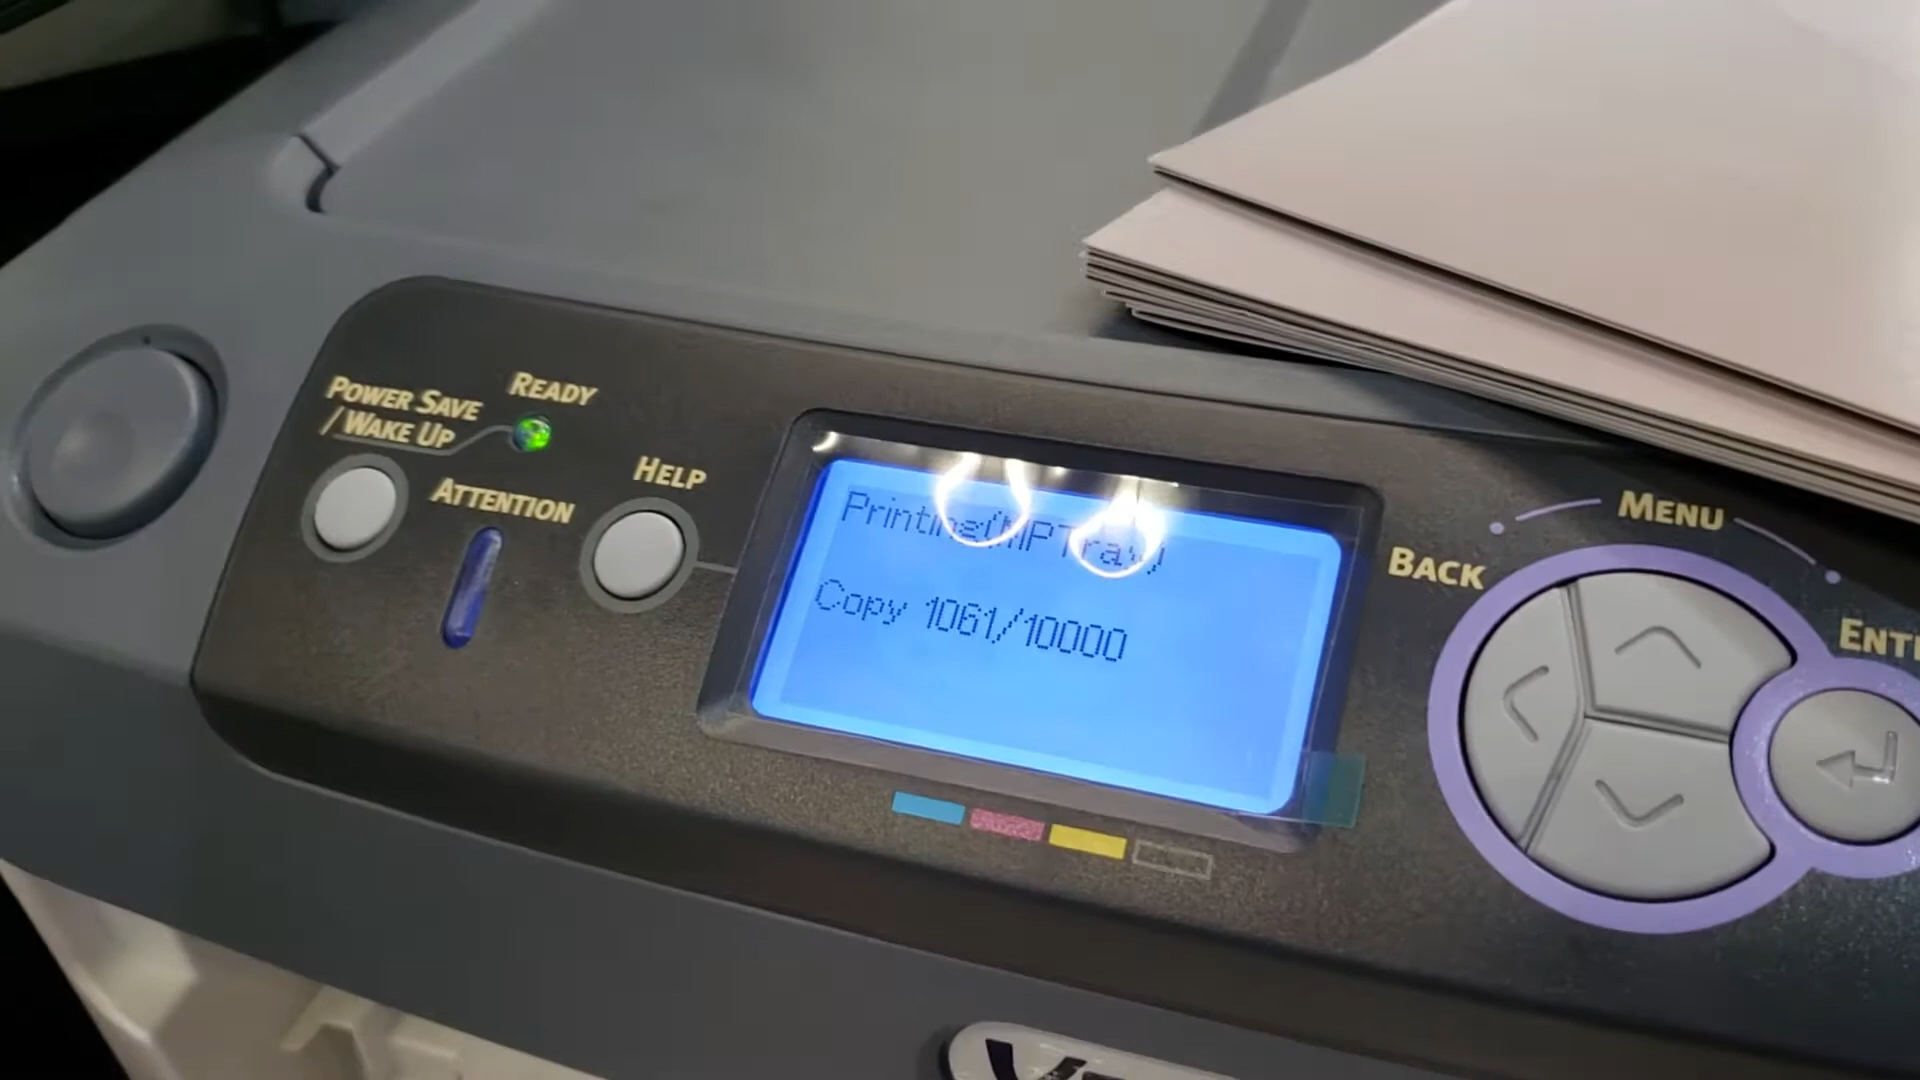 POWER SAVE
/ WAKE UP
READY
ATTENTION
HELP
Printing(MPTray)
Copy 1061/10000
BACK
MENU